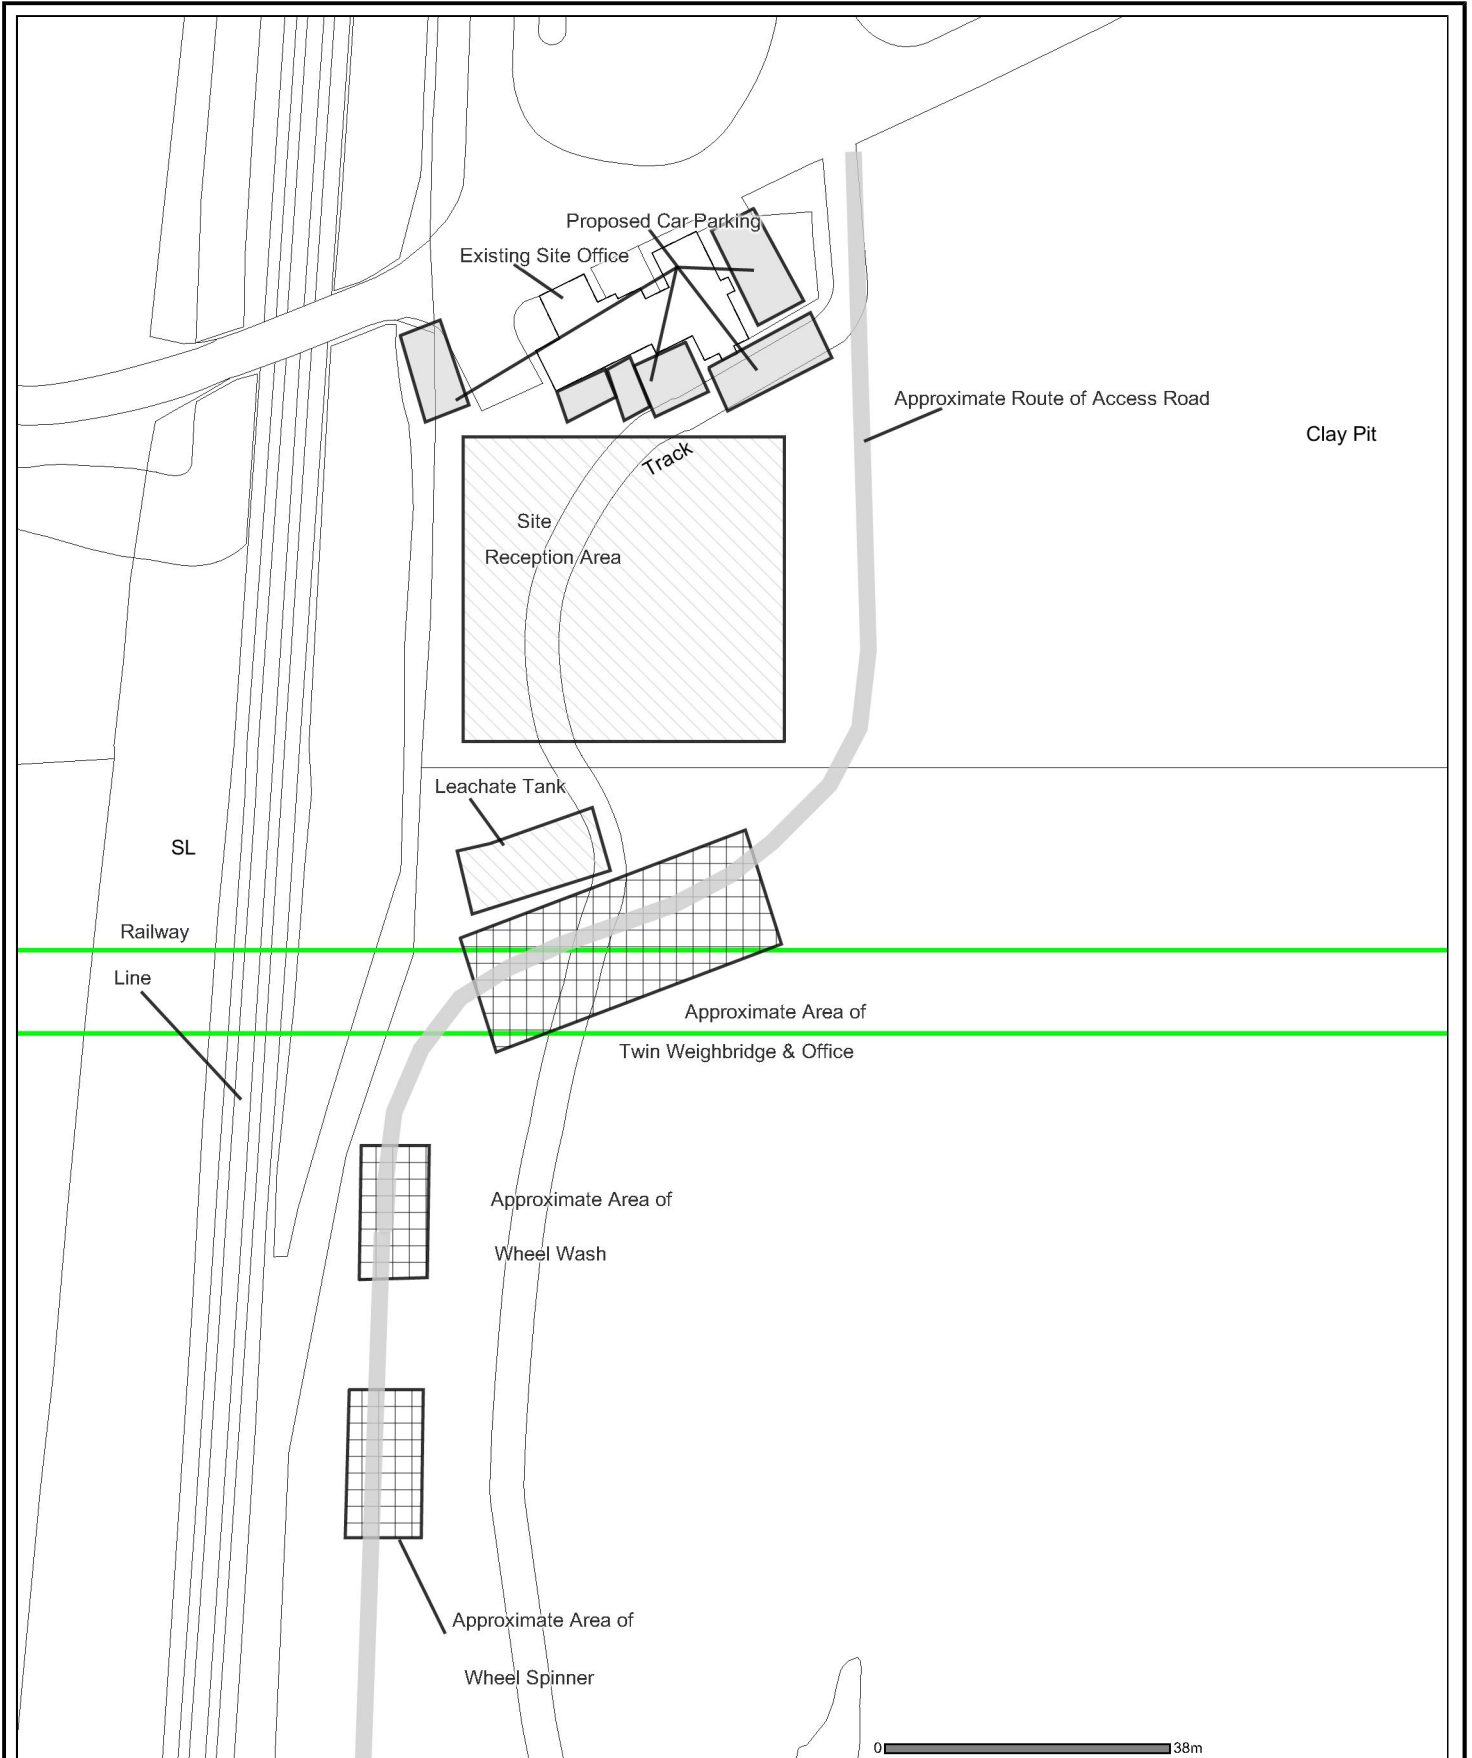 Proposed Car Parking
Existing Site Office
Approximate Route of Access Road
Clay Pit
Track
Site
Reception Area
Leachate Tank
SL
Railway
Line
Approximate Area of
Twin Weighbridge & Office
Approximate Area of
Wheel Wash
Approximate Area of
Wheel Spinner
0 38m